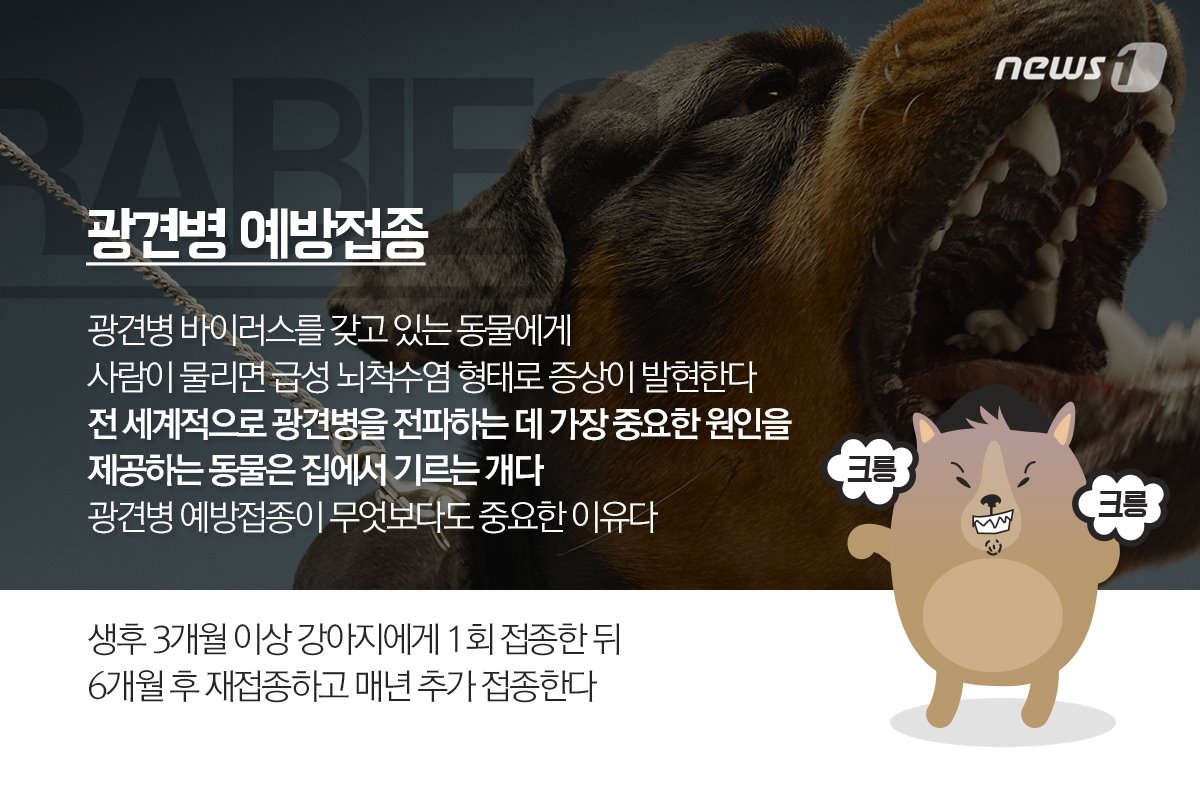 news1
RABIES
광견병 예방접종
광견병 바이러스를 갖고 있는 동물에게
사람이 물리면 급성 뇌척수염 형태로 증상이 발현한다
전 세계적으로 광견병을 전파하는 데 가장 중요한 원인을
제공하는 동물은 집에서 기르는 개다
광견병 예방접종이 무엇보다도 중요한 이유다
크릉
크릉
생후 3개월 이상 강아지에게 1회 접종한 뒤
6개월 후 재접종하고 매년 추가 접종한다